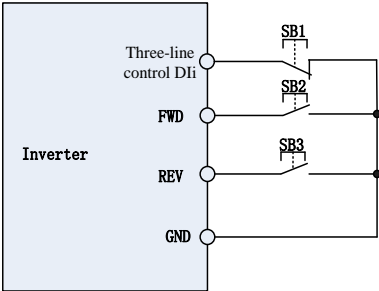 SB1
Three-line
control DIi
SB2
FWD
SB3
Inverter
REV
GND